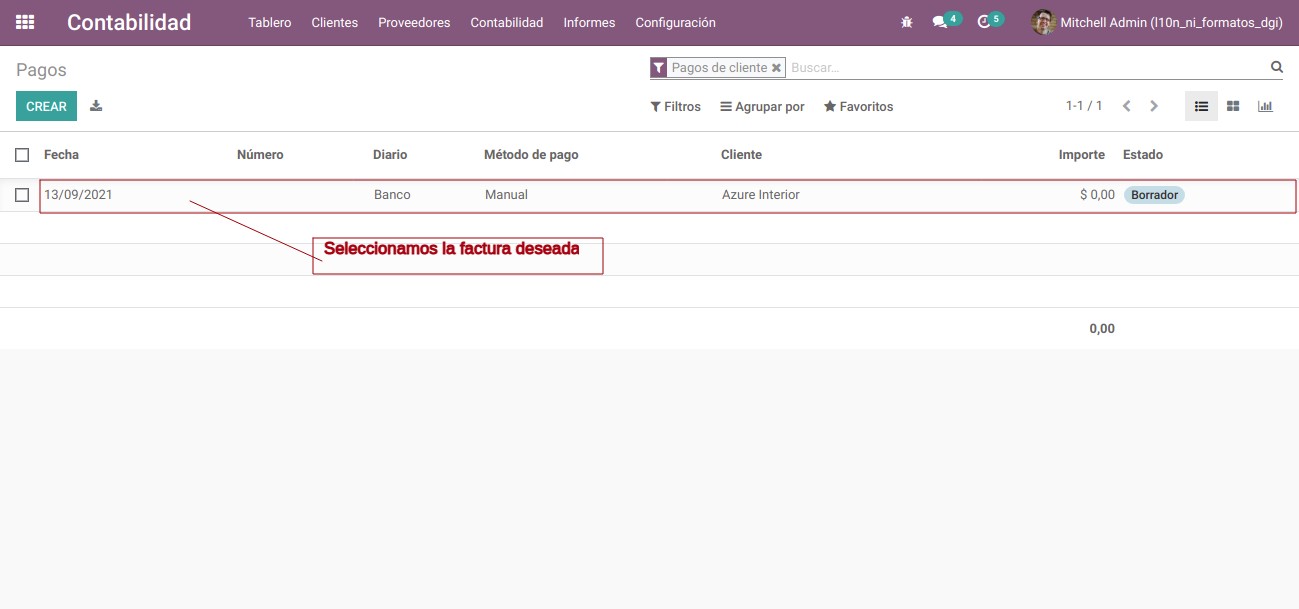 Contabilidad Tablero Clientes Proveedores Contabilidad Informes Configuración 4 5 Mitchell Admin (l10n_ni_formatos_dgi)
Pagos Pagos de cliente Buscar...
CREAR Filtros Agrupar por Favoritos 1-1 / 1
Fecha Número Diario Método de pago Cliente Importe Estado
13/09/2021 Banco Manual Azure Interior $ 0,00 Borrador
Seleccionamos la factura deseada
0,00